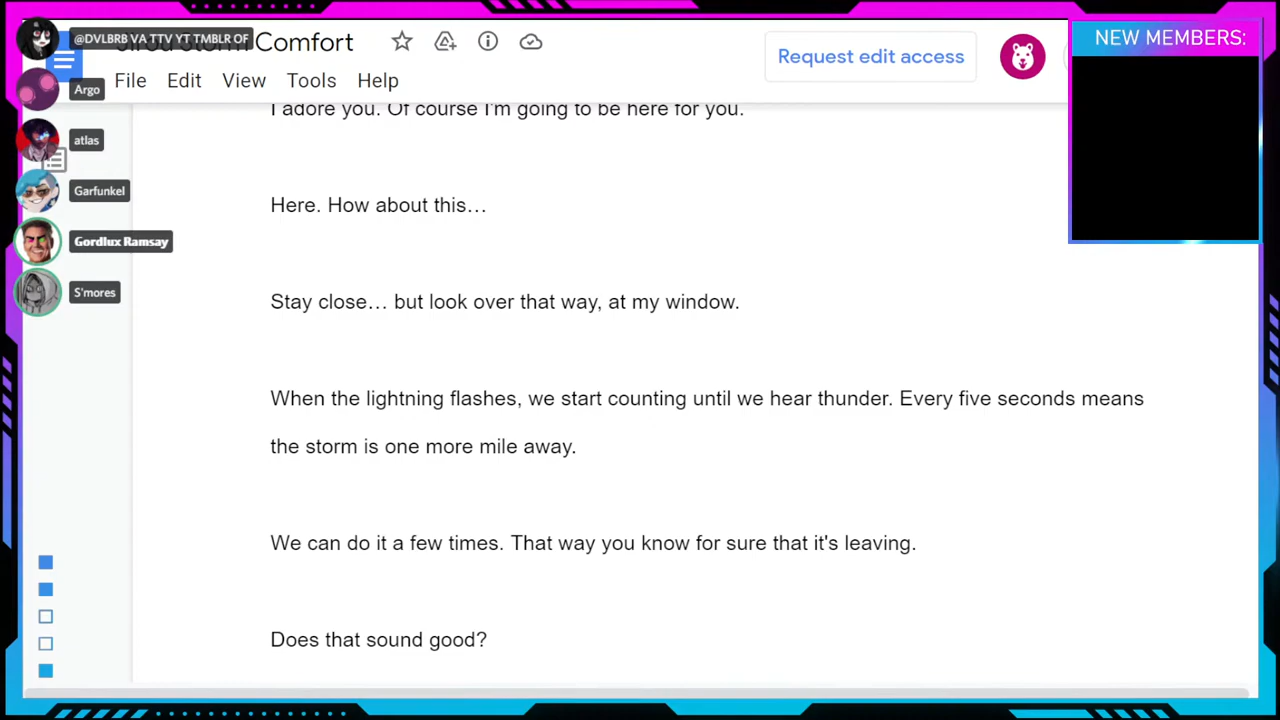 @DVLBRB VA TTV YT TMBLR OF
Storm Comfort
NEW MEMBERS:
Request edit access
File Edit View Tools Help
Argo
atlas
Garfunkel
Gordlux Ramsay
S'mores
I adore you. Of course I'm going to be here for you.
Here. How about this…
Stay close… but look over that way, at my window.
When the lightning flashes, we start counting until we hear thunder. Every five seconds means
the storm is one more mile away.
We can do it a few times. That way you know for sure that it's leaving.
Does that sound good?